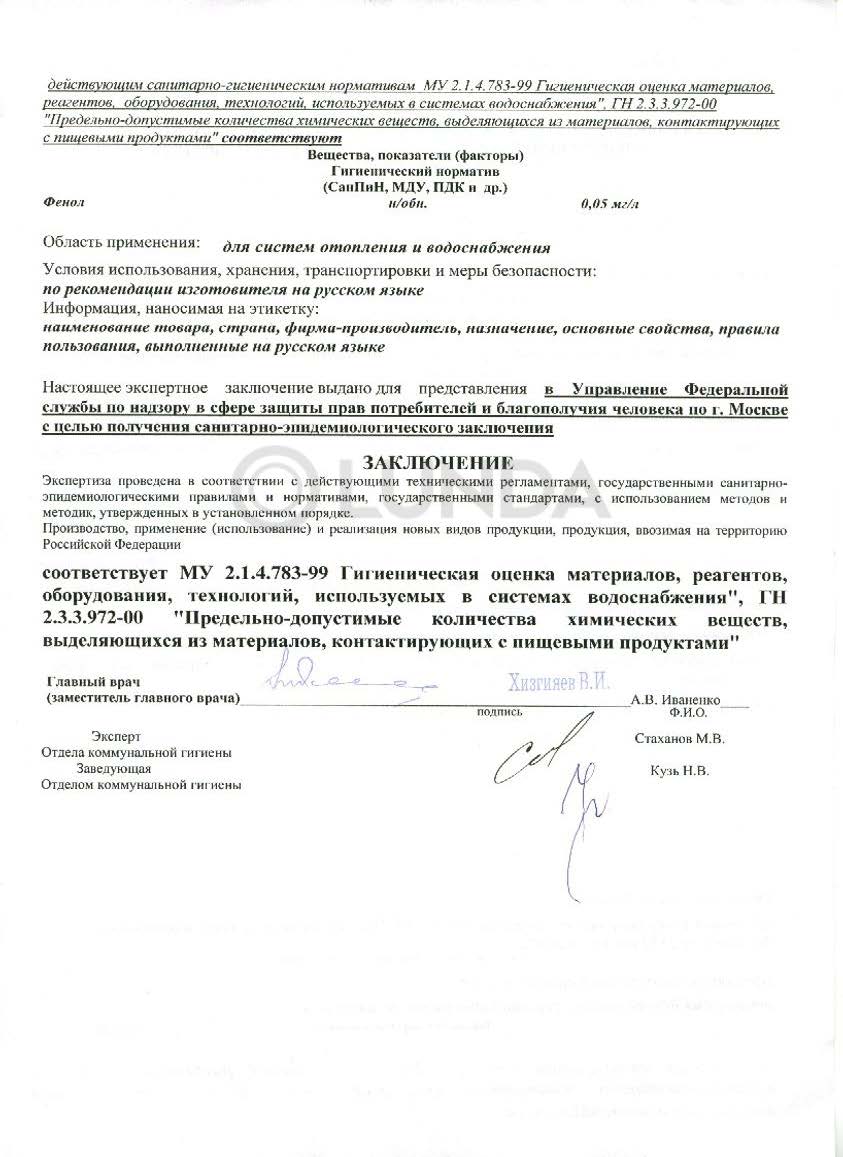 действующим санитарно-гигиеническим нормативам МУ 2.1.4.783-99 Гигиеническая оценка материалов,
реагентов, оборудования, технологий, используемых в системах водоснабжения", ГН 2.3.3.972-00
"Предельно-допустимые количества химических веществ, выделяющихся из материалов, контактирующих
с пищевыми продуктами" соответствуют
Вещества, показатели (факторы)
Гигиенический норматив
(СанПиН, МДУ, ПДК и др.)
Фенол н/обн. 0,05 мг/л
Область применения: для систем отопления и водоснабжения
Условия использования, хранения, транспортировки и меры безопасности:
по рекомендации изготовителя на русском языке
Информация, наносимая на этикетку:
наименование товара, страна, фирма-производитель, назначение, основные свойства, правила
пользования, выполненные на русском языке
Настоящее экспертное заключение выдано для представления в Управление Федеральной
службы по надзору в сфере защиты прав потребителей и благополучия человека по г. Москве
с целью получения санитарно-эпидемиологического заключения
ЗАКЛЮЧЕНИЕ
LUNDA
Экспертиза проведена в соответствии с действующими техническими регламентами, государственными санитарно-
эпидемиологическими правилами и нормативами, государственными стандартами, с использованием методов и
методик, утвержденных в установленном порядке.
Производство, применение (использование) и реализация новых видов продукции, продукция, ввозимая на территорию
Российской Федерации
соответствует МУ 2.1.4.783-99 Гигиеническая оценка материалов, реагентов,
оборудования, технологий, используемых в системах водоснабжения", ГН
2.3.3.972-00 "Предельно-допустимые количества химических веществ,
выделяющихся из материалов, контактирующих с пищевыми продуктами"
Главный врач Хизгияев В.И.
(заместитель главного врача) А.В. Иваненко
подпись Ф.И.О.
Эксперт Стаханов М.В.
Отдела коммунальной гигиены
Заведующая Кузь Н.В.
Отделом коммунальной гигиены